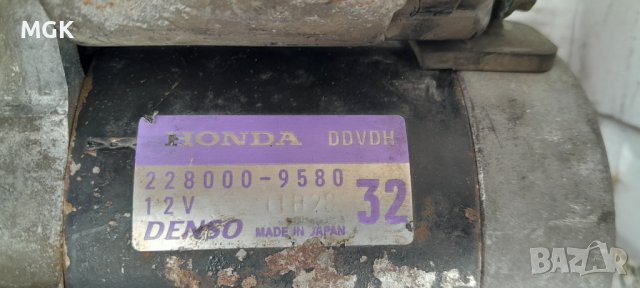 MGK
HONDA DDVDH
228000-9580
12V 32
DENSO MADE IN JAPAN
BAZAR